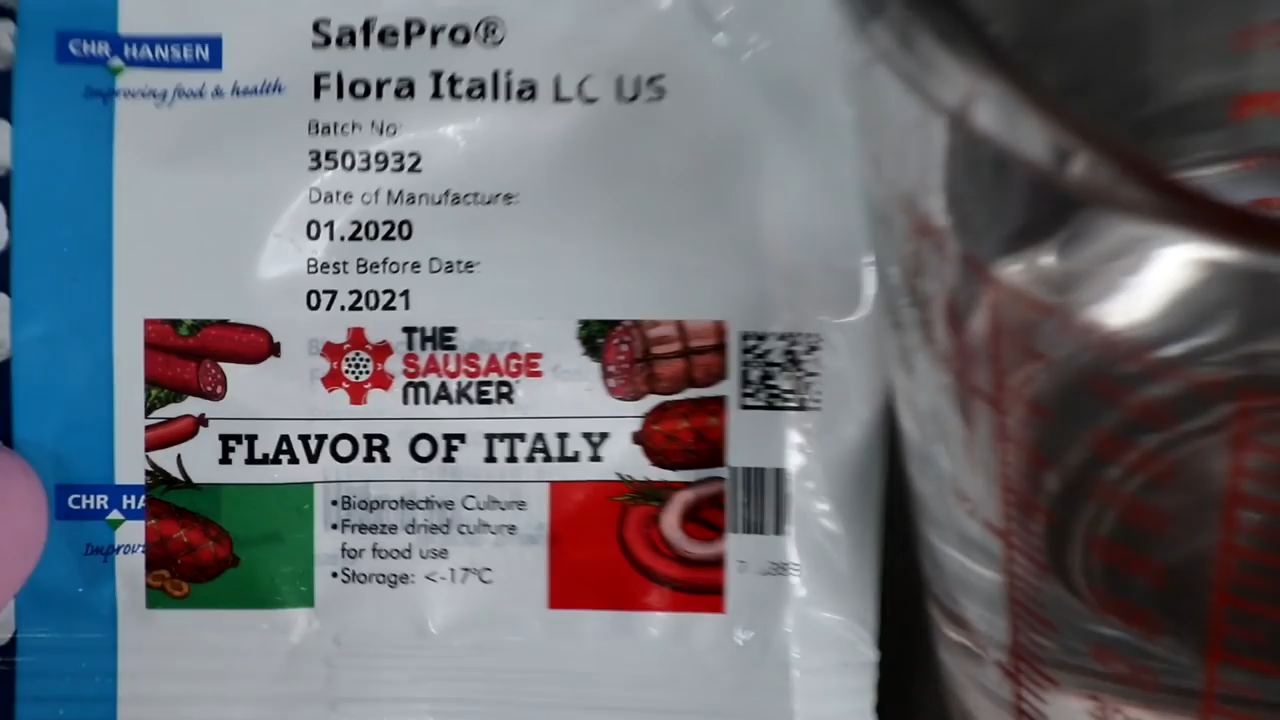 CHR HANSEN
Improving food & health
SafePro®
Flora Italia LC US
Batch No:
3503932
Date of Manufacture:
01.2020
Best Before Date:
07.2021
THE
SAUSAGE
MAKER
FLAVOR OF ITALY
CHR HA
Improv
•Bioprotective Culture
•Freeze dried culture
for food use
•Storage: <-17°C